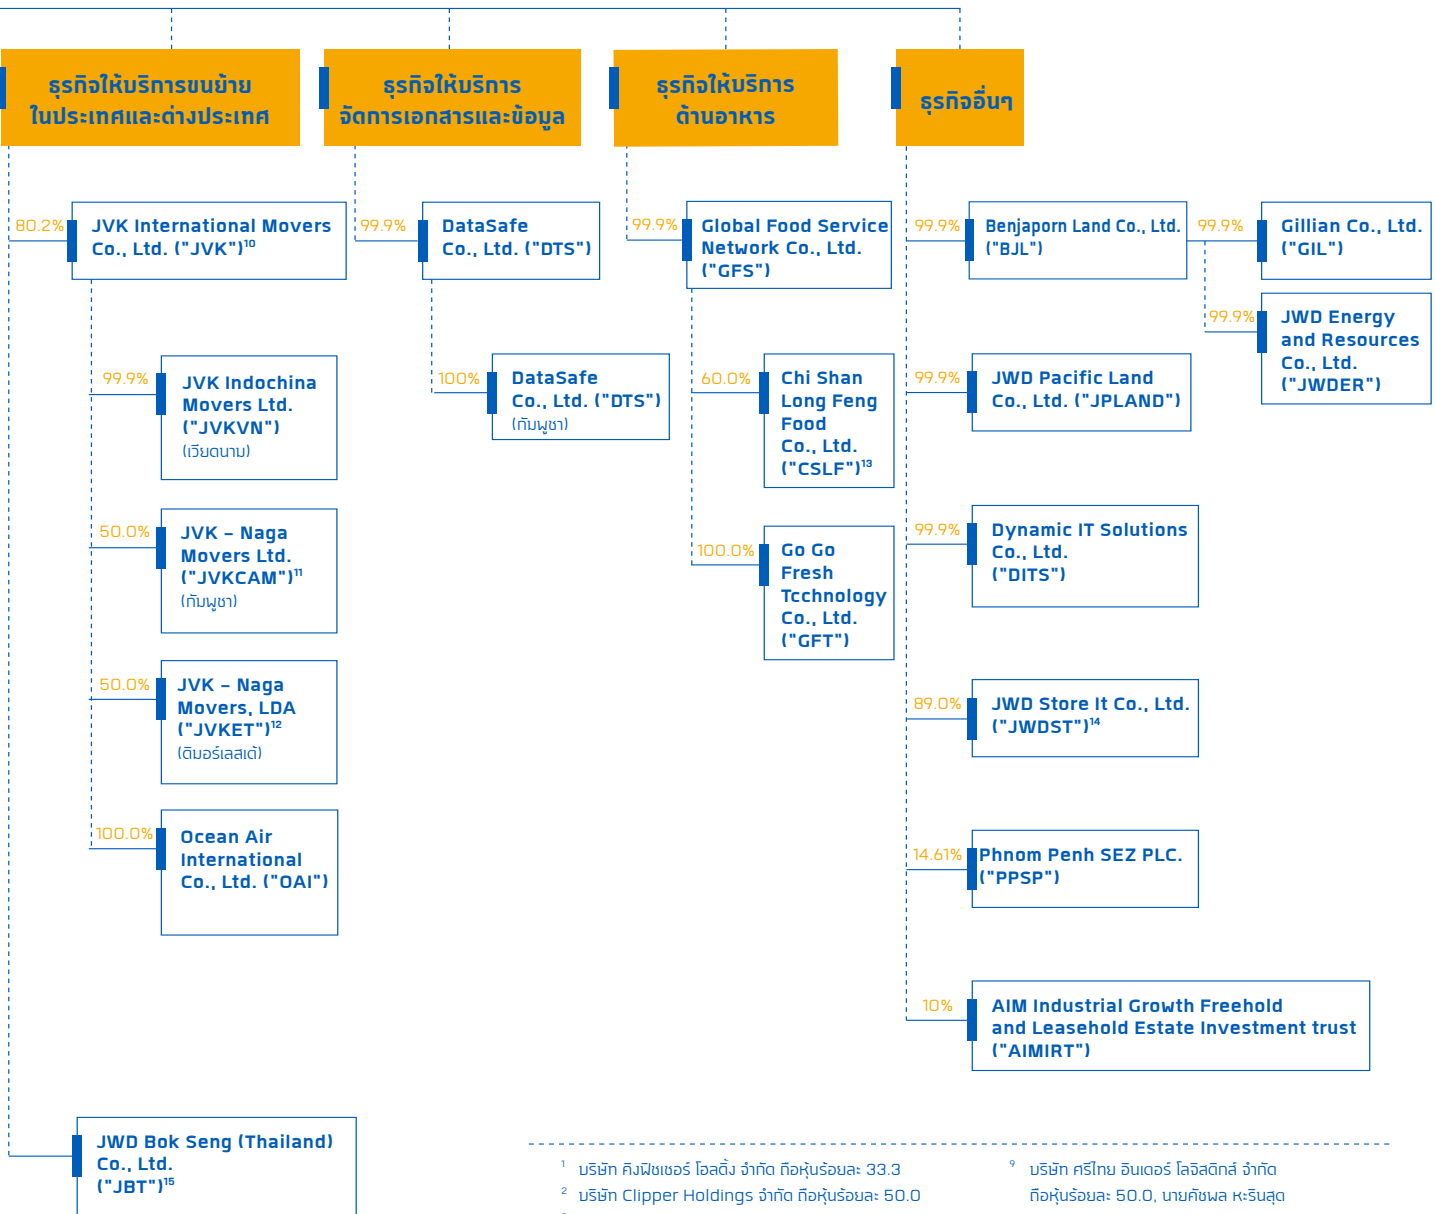 ธุรกิจให้บริการขนย้าย
ในประเทศและต่างประเทศ
80.2%
JVK International Movers
Co., Ltd. ("JVK")¹⁰
99.9%
JVK Indochina
Movers Ltd.
("JVKVN")
(เวียดนาม)
50.0%
JVK – Naga
Movers Ltd.
("JVKCAM")¹¹
(กัมพูชา)
50.0%
JVK – Naga
Movers, LDA
("JVKET")¹²
(ติมอร์เลสเต้)
100.0%
Ocean Air
International
Co., Ltd. ("OAI")
JWD Bok Seng (Thailand)
Co., Ltd.
("JBT")¹⁵
ธุรกิจให้บริการ
จัดการเอกสารและข้อมูล
99.9%
DataSafe
Co., Ltd. ("DTS")
100%
DataSafe
Co., Ltd. ("DTS")
(กัมพูชา)
ธุรกิจให้บริการ
ด้านอาหาร
99.9%
Global Food Service
Network Co., Ltd.
("GFS")
60.0%
Chi Shan
Long Feng
Food
Co., Ltd.
("CSLF")¹³
100.0%
Go Go
Fresh
Tcchnology
Co., Ltd.
("GFT")
ธุรกิจอื่นๆ
99.9%
Benjaporn Land Co., Ltd.
("BJL")
99.9%
Gillian Co., Ltd.
("GIL")
99.9%
JWD Energy
and Resources
Co., Ltd.
("JWDER")
99.9%
JWD Pacific Land
Co., Ltd. ("JPLAND")
99.9%
Dynamic IT Solutions
Co., Ltd.
("DITS")
89.0%
JWD Store It Co., Ltd.
("JWDST")¹⁴
14.61%
Phnom Penh SEZ PLC.
("PPSP")
10%
AIM Industrial Growth Freehold
and Leasehold Estate Investment trust
("AIMIRT")
¹ บริษัท คิงฟิชเชอร์ โฮลดิ้ง จำกัด ถือหุ้นร้อยละ 33.3
² บริษัท Clipper Holdings จำกัด ถือหุ้นร้อยละ 50.0
⁹ บริษัท ศรีไทย อินเตอร์ โลจิสติกส์ จำกัด
ถือหุ้นร้อยละ 50.0, นายคัชพล หะรินสุต